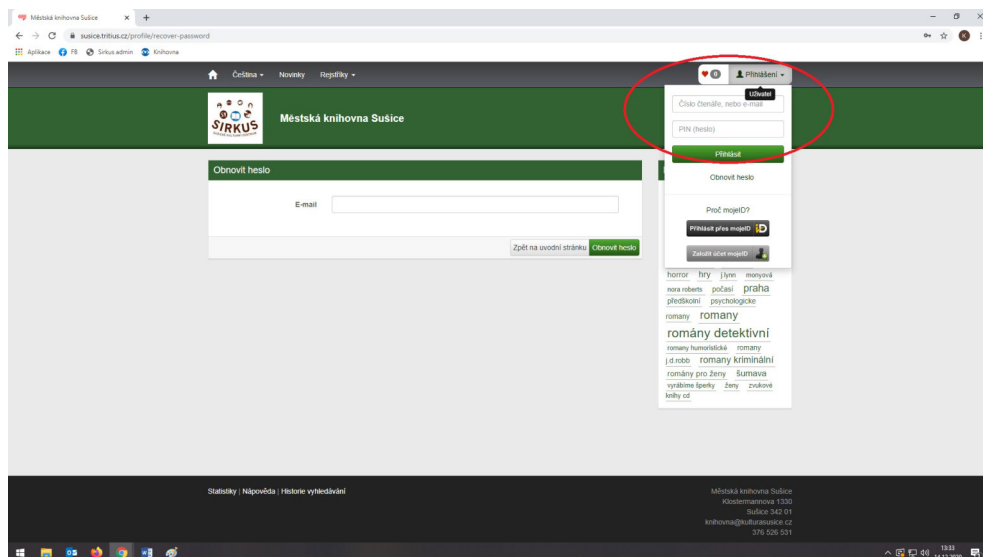 Městská knihovna Sušice
susice.tritius.cz/profile/recover-password
K
Aplikace FB Sirkus admin Knihovna
Čeština Novinky Rejstříky
0 Přihlášení
Uživatel
SIRKUS
Městská knihovna Sušice
Číslo čtenáře, nebo e-mail
PIN (heslo)
Přihlásit
Obnovit heslo
Proč mojeID?
Přihlásit přes mojeID
Založit účet mojeID
Obnovit heslo
E-mail
Zpět na uvodní stránku Obnovit heslo
horror hry j.lynn monyová
nora roberts počasí praha
předškolní psychologicke
romany romany
romány detektivní
romany humoristické romany
j.d.robb romany kriminální
romány pro ženy šumava
vyrábíme šperky ženy zvukové
knihy cd
Statistiky | Nápověda | Historie vyhledávání
Městská knihovna Sušice
Klostermannova 1330
Sušice 342 01
knihovna@kulturasusice.cz
376 526 531
13:33
14.12.2020